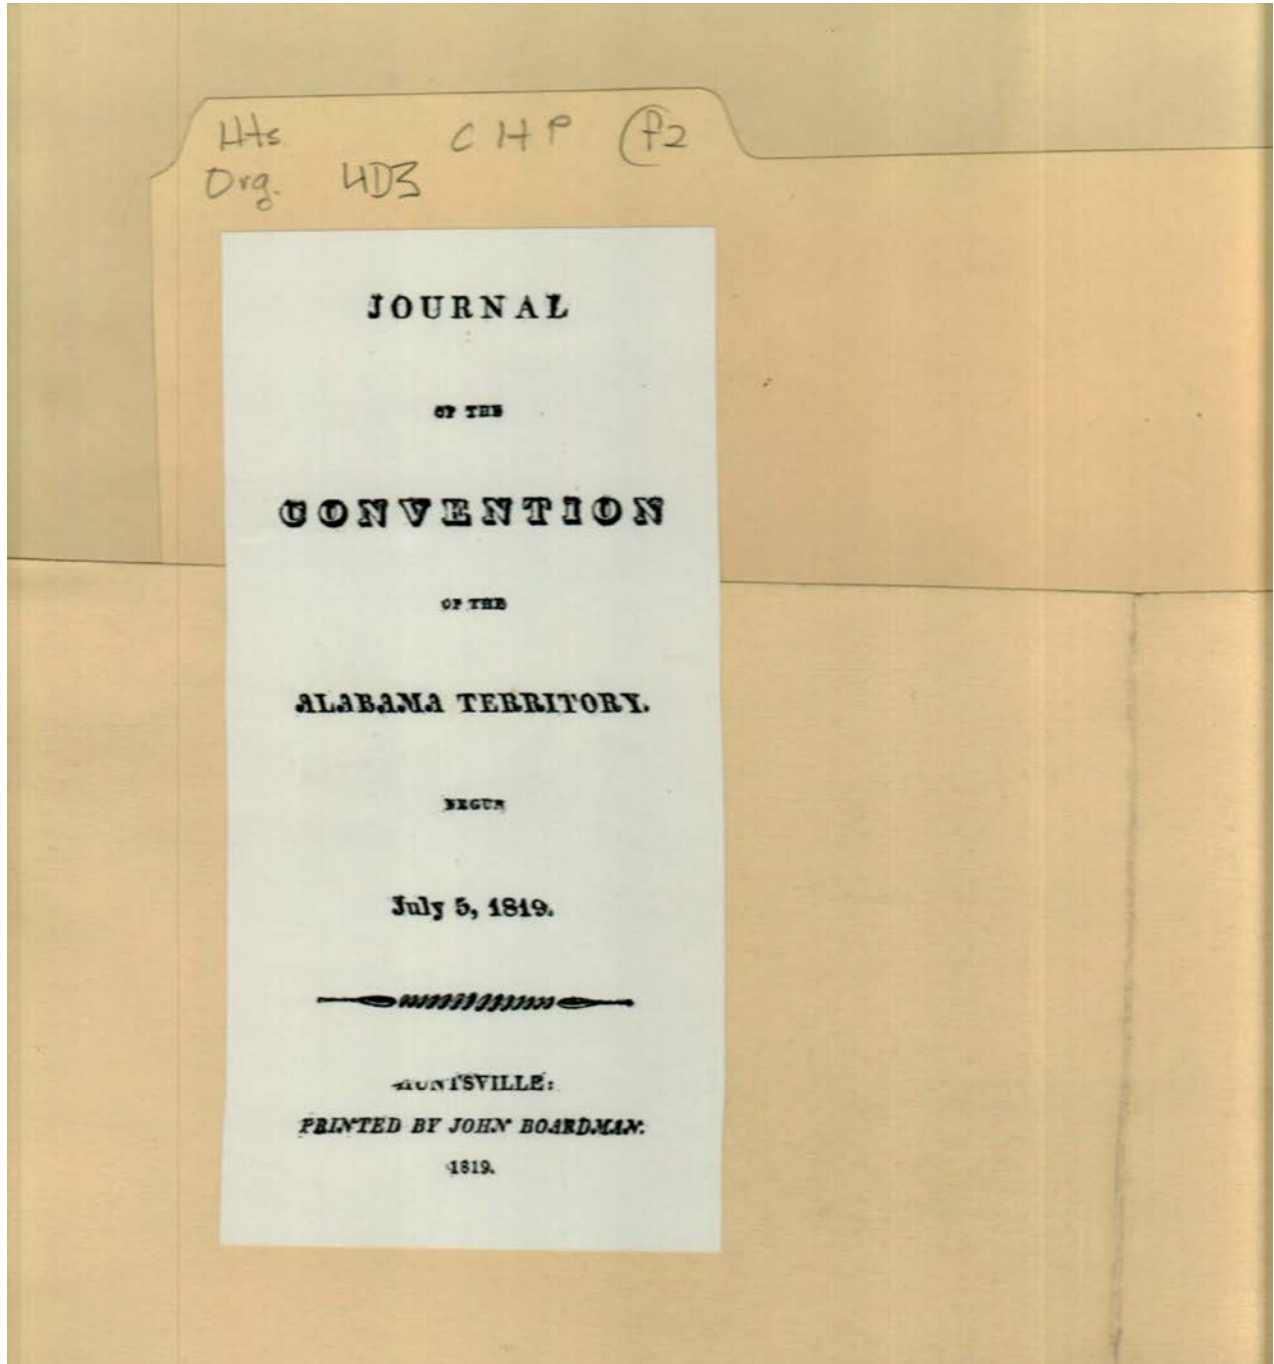 Hts. CHP (P2
Org. 4D3
JOURNAL
OF THE
CONVENTION
OF THE
ALABAMA TERRITORY.
BEGUN
July 5, 1819.
HUNTSVILLE:
PRINTED BY JOHN BOARDMAN.
1819.